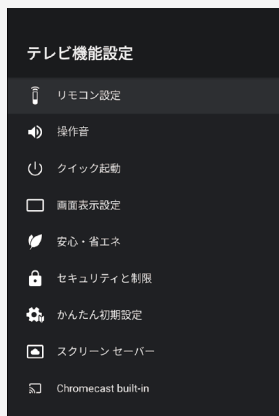 テレビ機能設定
リモコン設定
操作音
クイック起動
画面表示設定
安心・省エネ
セキュリティと制限
かんたん初期設定
スクリーン セーバー
Chromecast built-in